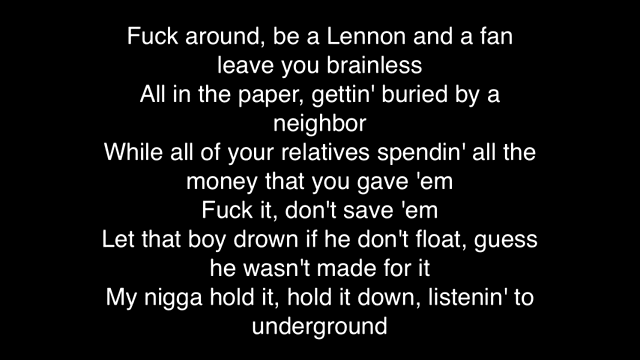 Fuck around, be a Lennon and a fan
leave you brainless
All in the paper, gettin' buried by a
neighbor
While all of your relatives spendin' all the
money that you gave 'em
Fuck it, don't save 'em
Let that boy drown if he don't float, guess
he wasn't made for it
My nigga hold it, hold it down, listenin' to
underground